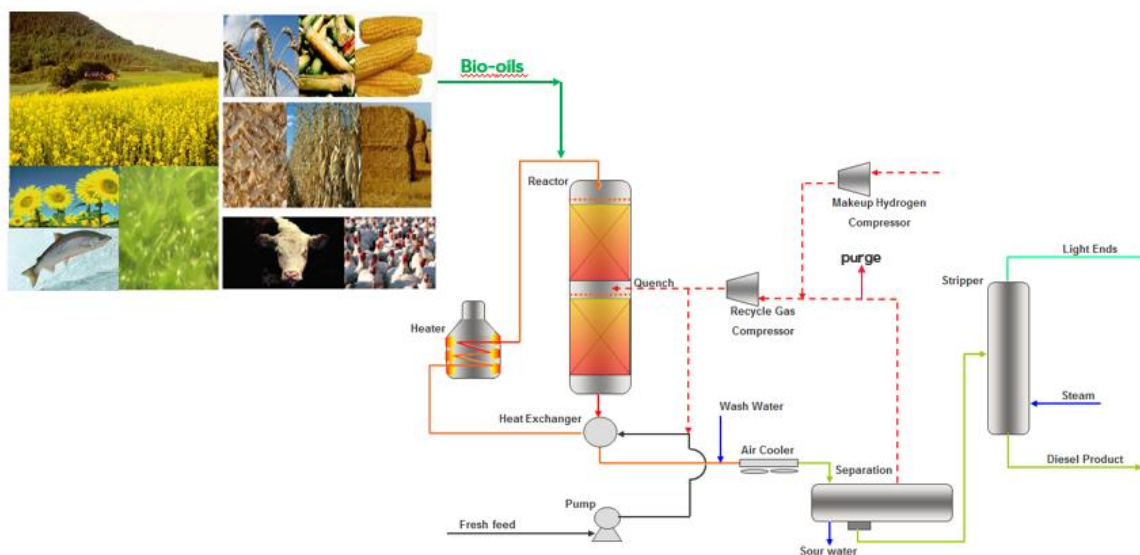 Bio-oils
Reactor
Makeup Hydrogen
Compressor
Light Ends
purge
Quench
Stripper
Recycle Gas
Compressor
Heater
Steam
Wash Water
Heat Exchanger
Air Cooler
Separation
Diesel Product
Pump
Fresh feed
Sour water